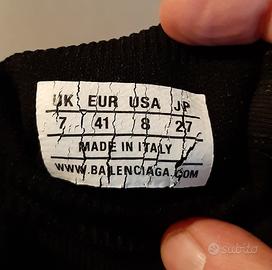 UK EUR USA JP
7 41 8 27
MADE IN ITALY
WWW.BALENCIAGA.COM
subito